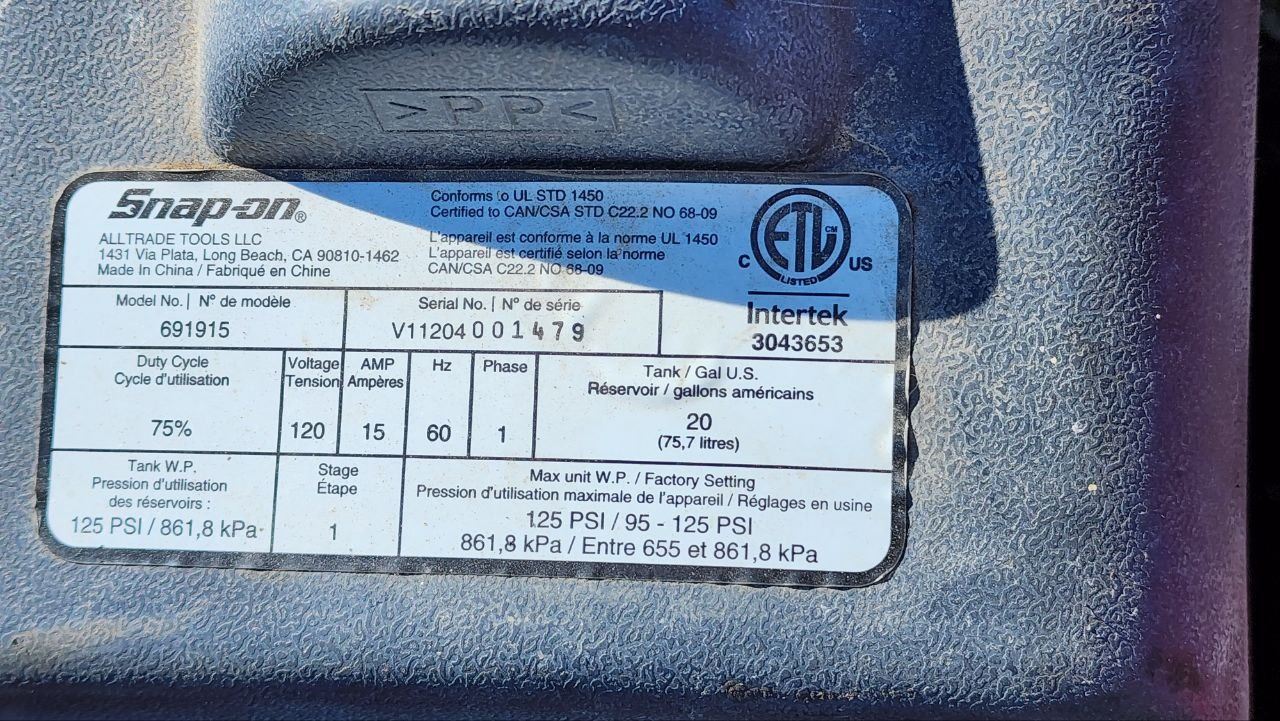 >PP<
Snap-on®
ALLTRADE TOOLS LLC
1431 Via Plata, Long Beach, CA 90810-1462
Made In China / Fabriqué en Chine
Conforms to UL STD 1450
Certified to CAN/CSA STD C22.2 NO 68-09
L'appareil est conforme à la norme UL 1450
L'appareil est certifié selon la norme
CAN/CSA C22.2 NO 68-09
ETL CM
LISTED
C US
Intertek
3043653
Model No. | Nº de modèle
691915
Serial No. | Nº de série
V11204 001479
Duty Cycle
Cycle d'utilisation
75%
Voltage
Tension
120
AMP
Ampères
15
Hz
60
Phase
1
Tank / Gal U.S.
Réservoir / gallons américains
20
(75,7 litres)
Tank W.P.
Pression d'utilisation
des réservoirs :
125 PSI / 861,8 kPa
Stage
Étape
1
Max unit W.P. / Factory Setting
Pression d'utilisation maximale de l'appareil / Réglages en usine
125 PSI / 95 - 125 PSI
861,8 kPa / Entre 655 et 861,8 kPa